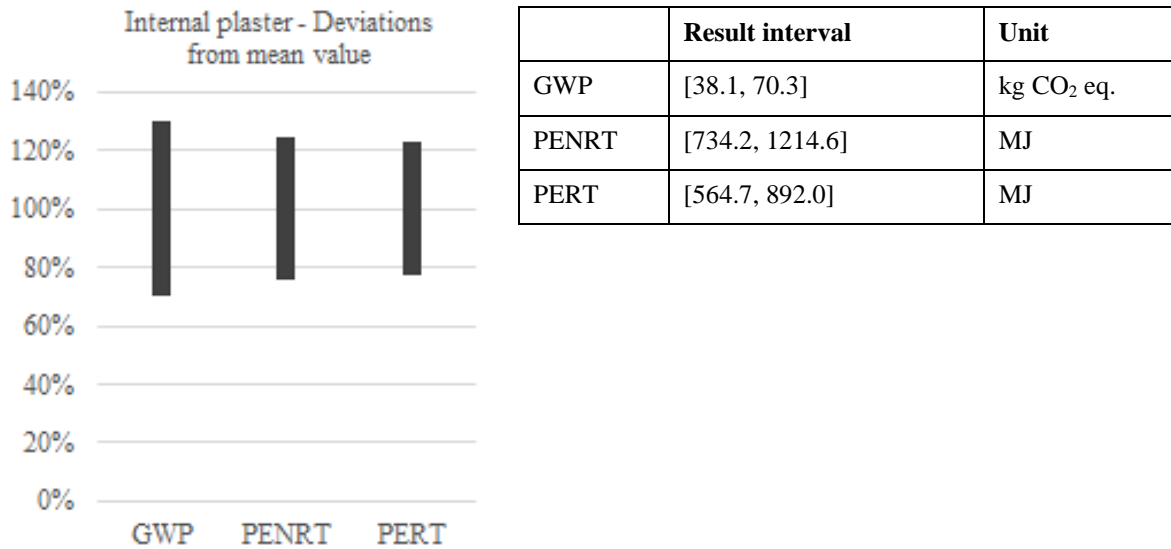 Internal plaster - Deviations
from mean value
140%
120%
100%
80%
60%
40%
20%
0%
GWP PENRT PERT
Result interval Unit
GWP [38.1, 70.3] kg CO₂ eq.
PENRT [734.2, 1214.6] MJ
PERT [564.7, 892.0] MJ